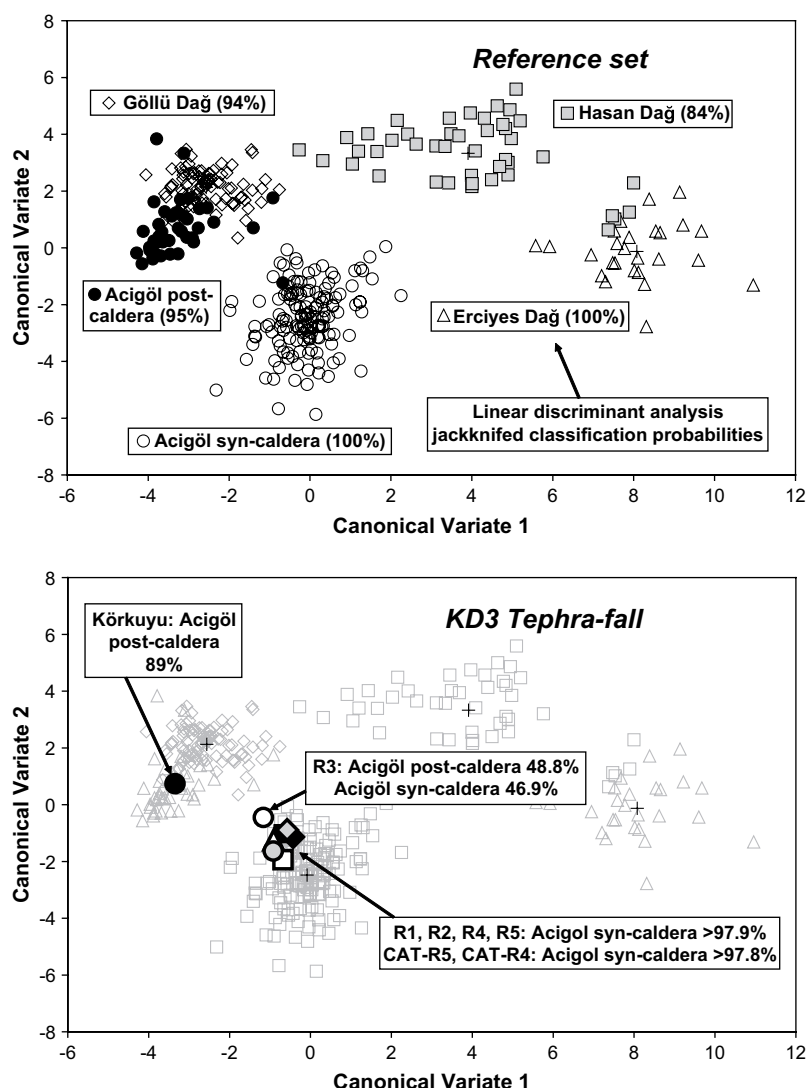 Reference set
Göllü Dağ (94%)
Hasan Dağ (84%)
Acigöl post-
caldera (95%)
Erciyes Dağ (100%)
Acigöl syn-caldera (100%)
Linear discriminant analysis
jackknifed classification probabilities
Canonical Variate 2
8
6
4
2
0
-2
-4
-6
-8
-6 -4 -2 0 2 4 6 8 10 12
Canonical Variate 1
KD3 Tephra-fall
Körkuyu: Acigöl
post-caldera
89%
R3: Acigöl post-caldera 48.8%
Acigöl syn-caldera 46.9%
R1, R2, R4, R5: Acigol syn-caldera >97.9%
CAT-R5, CAT-R4: Acigol syn-caldera >97.8%
Canonical Variate 2
8
6
4
2
0
-2
-4
-6
-8
-6 -4 -2 0 2 4 6 8 10 12
Canonical Variate 1